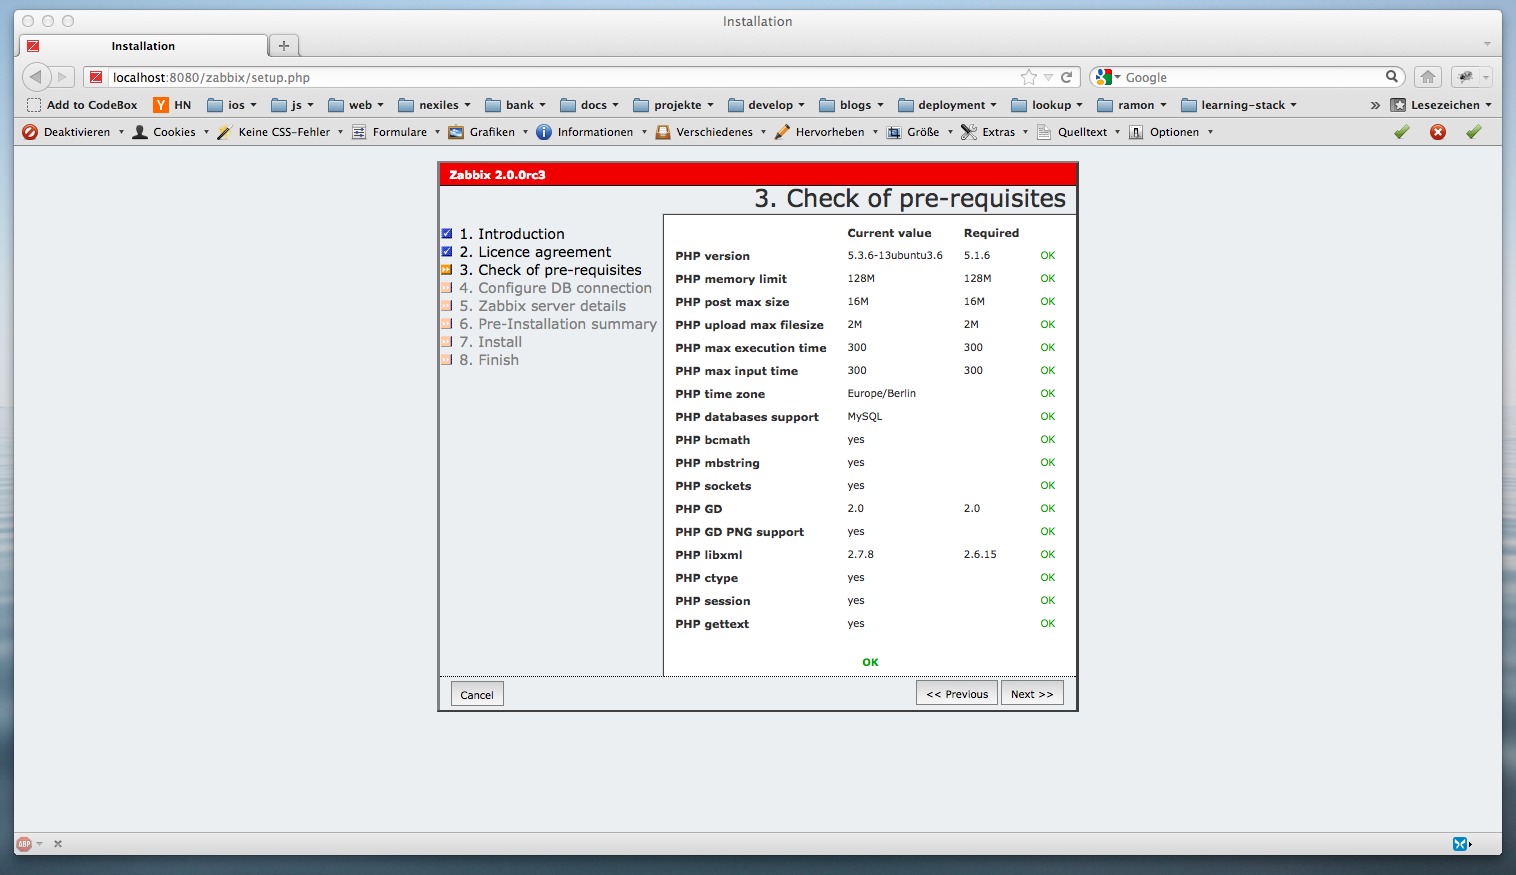 Installation
Installation
localhost:8080/zabbix/setup.php
Google
Add to CodeBox HN ios js web nexiles bank docs projekte develop blogs deployment lookup ramon learning-stack » Lesezeichen
Deaktivieren Cookies Keine CSS-Fehler Formulare Grafiken Informationen Verschiedenes Hervorheben Größe Extras Quelltext Optionen
Zabbix 2.0.0rc3
3. Check of pre-requisites
1. Introduction
2. Licence agreement
3. Check of pre-requisites
4. Configure DB connection
5. Zabbix server details
6. Pre-Installation summary
7. Install
8. Finish
Current value Required
PHP version 5.3.6-13ubuntu3.6 5.1.6 OK
PHP memory limit 128M 128M OK
PHP post max size 16M 16M OK
PHP upload max filesize 2M 2M OK
PHP max execution time 300 300 OK
PHP max input time 300 300 OK
PHP time zone Europe/Berlin OK
PHP databases support MySQL OK
PHP bcmath yes OK
PHP mbstring yes OK
PHP sockets yes OK
PHP GD 2.0 2.0 OK
PHP GD PNG support yes OK
PHP libxml 2.7.8 2.6.15 OK
PHP ctype yes OK
PHP session yes OK
PHP gettext yes OK
OK
Cancel << Previous Next >>
ABP